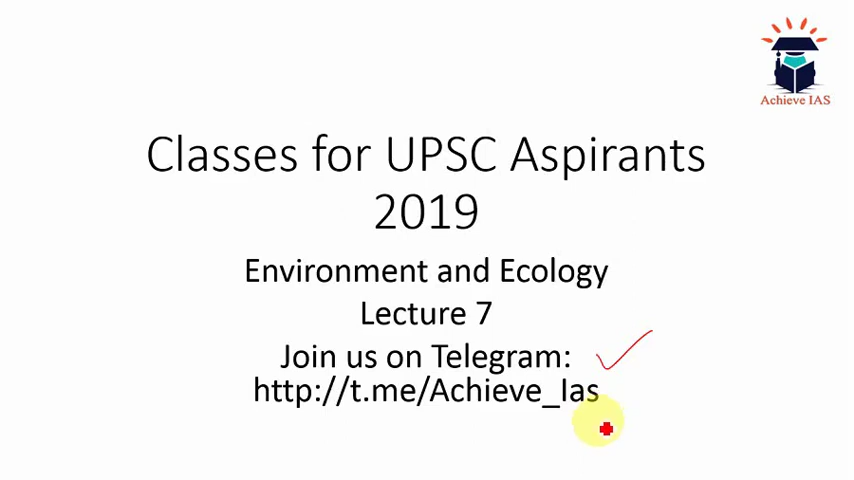 Achieve IAS
Classes for UPSC Aspirants
2019
Environment and Ecology
Lecture 7
Join us on Telegram:
http://t.me/Achieve_Ias